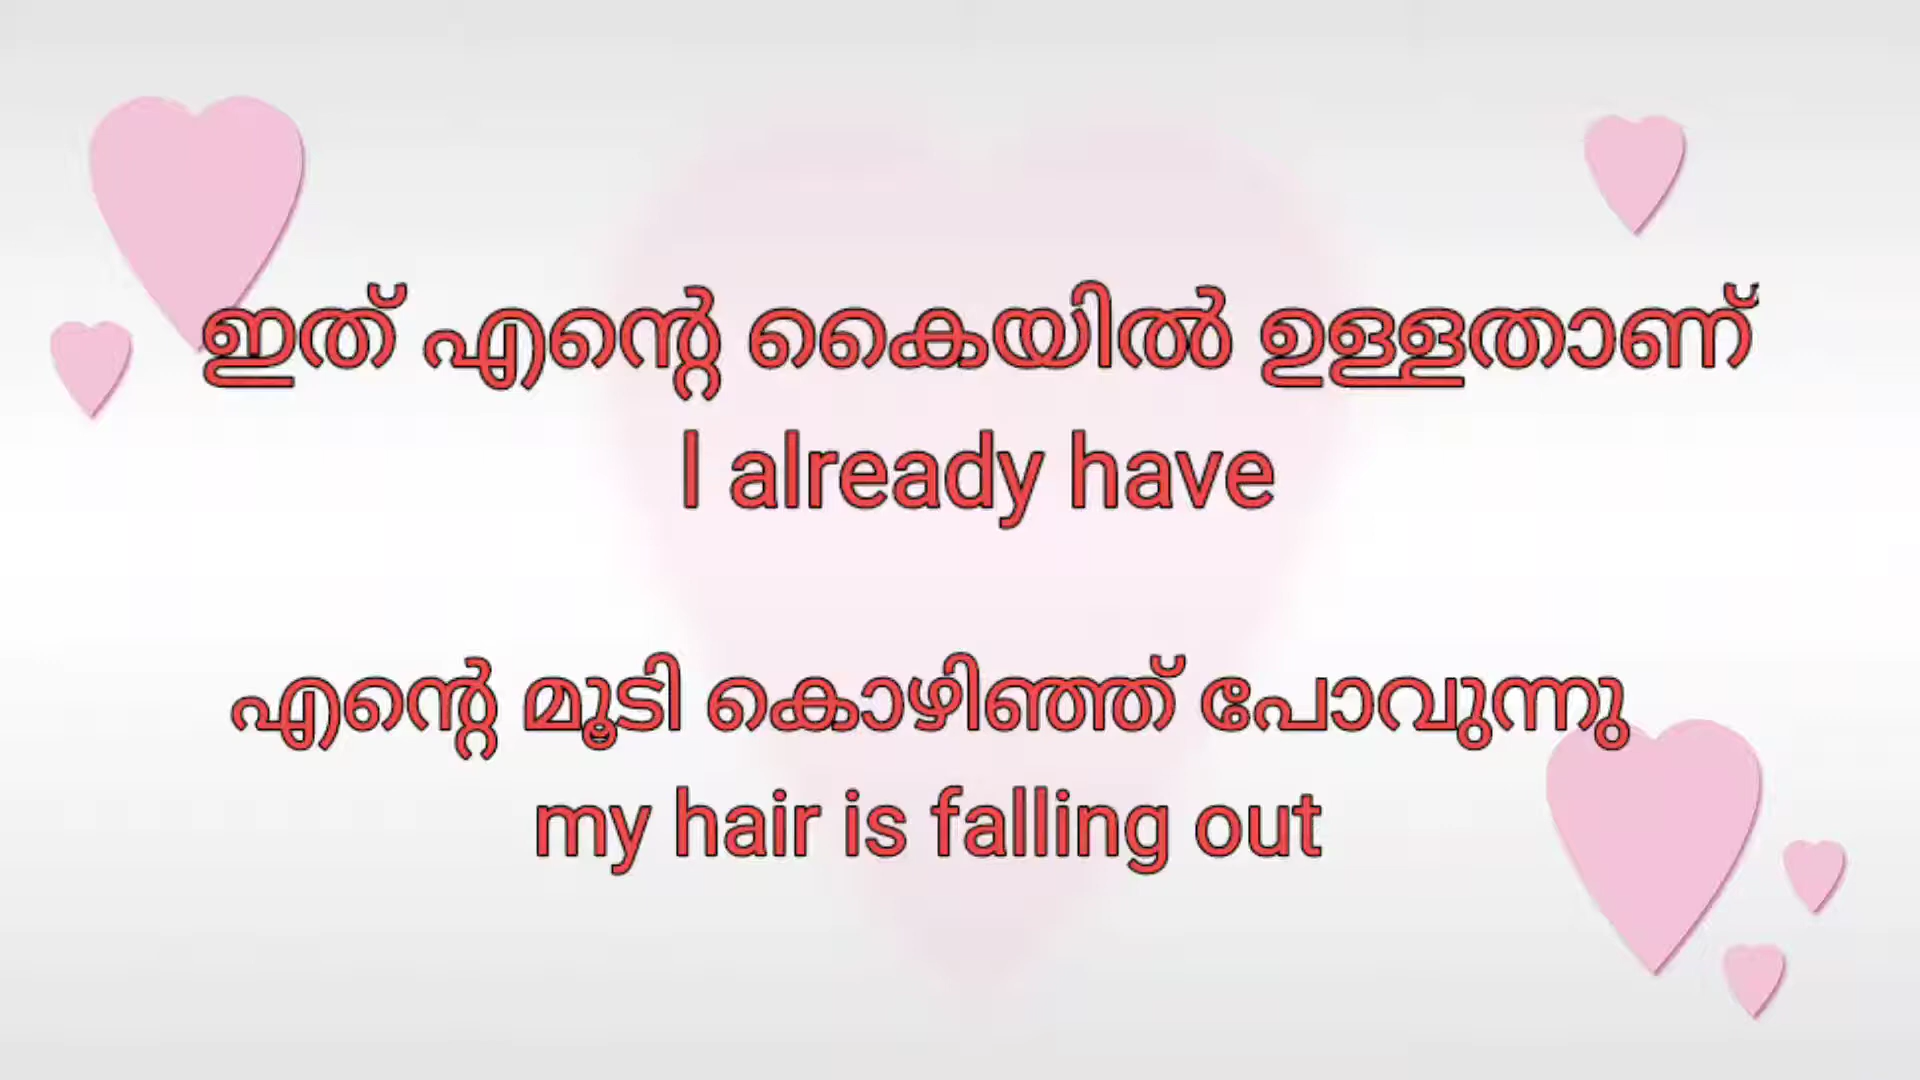 ഇത് എന്റെ കൈയിൽ ഉള്ളതാണ്
I already have
എന്റെ മൂടി കൊഴിഞ്ഞ് പോവുന്നു
my hair is falling out